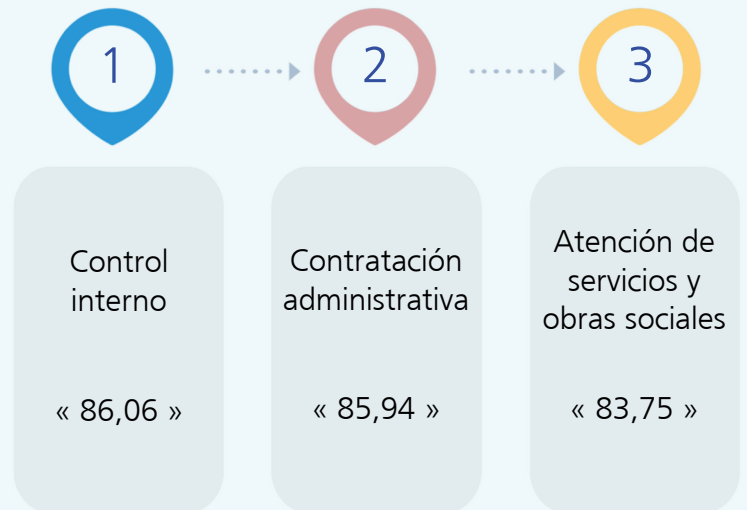 1
2
3
Control
interno
« 86,06 »
Contratación
administrativa
« 85,94 »
Atención de
servicios y
obras sociales
« 83,75 »